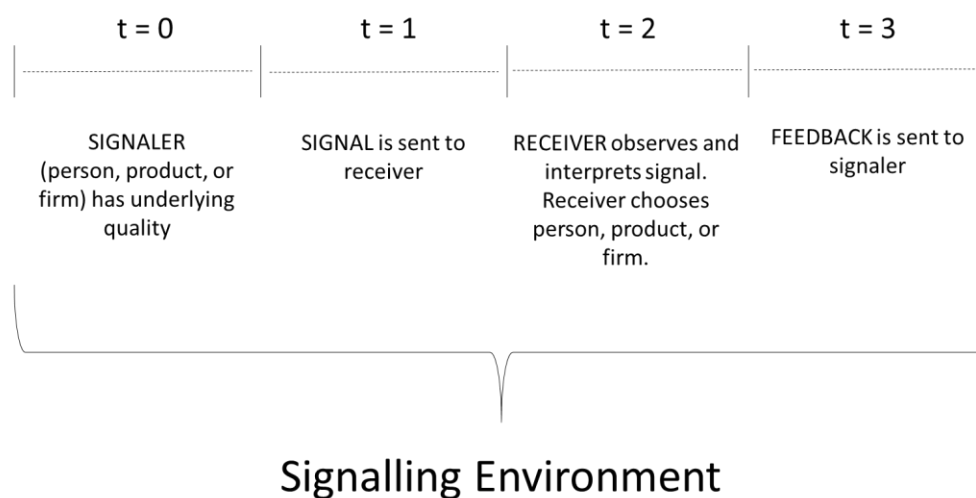 t = 0
t = 1
t = 2
t = 3
SIGNALER
(person, product, or
firm) has underlying
quality
SIGNAL is sent to
receiver
RECEIVER observes and
interprets signal.
Receiver chooses
person, product, or
firm.
FEEDBACK is sent to
signaler
Signalling Environment